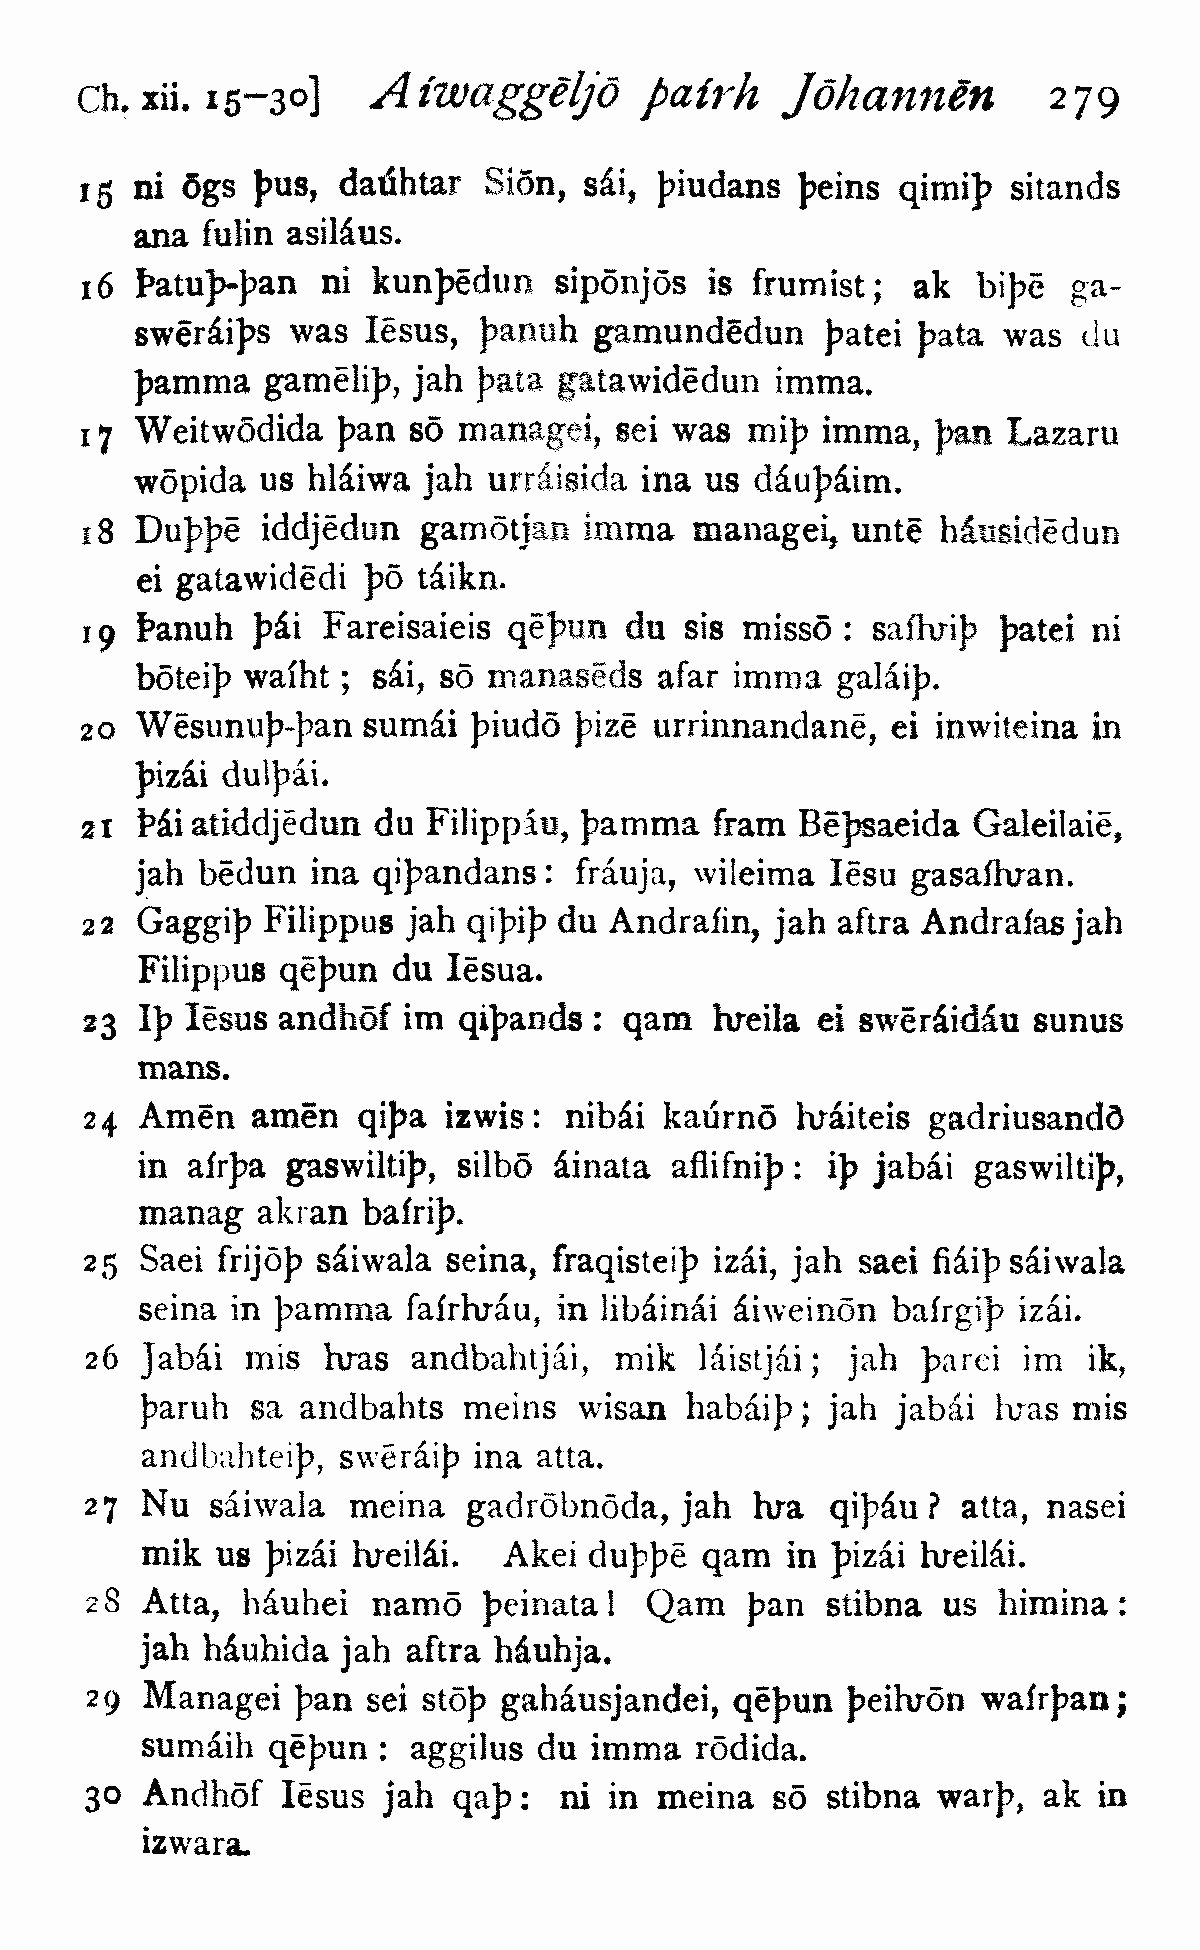 Ch. xii. 15–30] Aíwaggēljō þaírh Jōhannēn 279
15 ni ōgs þus, daúhtar Siōn, sái, þiudans þeins qimiþ sitands
ana fulin asiláus.
16 Þatuþ-þan ni kunþēdun sipōnjōs is frumist; ak biþē ga-
swēráiþs was Iēsus, þanuh gamundēdun þatei þata was du
þamma gamēliþ, jah þata gatawidēdun imma.
17 Weitwōdida þan sō managei, sei was miþ imma, þan Lazaru
wōpida us hláiwa jah urráisida ina us dáuþáim.
18 Duþþē iddjēdun gamōtjan imma managei, untē háusidēdun
ei gatawidēdi þō táikn.
19 Þanuh þái Fareisaieis qēþun du sis missō : saíƕiþ þatei ni
bōteiþ waíht ; sái, sō manasēds afar imma galáiþ.
20 Wēsunuþ-þan sumái þiudō þizē urrinnandanē, ei inwiteina in
þizái dulþái.
21 Þái atiddjēdun du Filippáu, þamma fram Bēþsaeida Galeilaiē,
jah bēdun ina qiþandans : fráuja, wileima Iēsu gasaíƕan.
22 Gaggiþ Filippus jah qiþiþ du Andraíin, jah aftra Andraías jah
Filippus qēþun du Iēsua.
23 Iþ Iēsus andhōf im qiþands : qam ƕeila ei swēráidáu sunus
mans.
24 Amēn amēn qiþa izwis : nibái kaúrnō ƕáiteis gadriusandō
in aírþa gaswiltiþ, silbō áinata aflifniþ : iþ jabái gaswiltiþ,
manag akran baíriþ.
25 Saei frijōþ sáiwala seina, fraqisteiþ izái, jah saei fiáiþ sáiwala
seina in þamma faírƕáu, in libáinái áiweinōn baírgiþ izái.
26 Jabái mis ƕas andbahtjái, mik láistjái ; jah þarei im ik,
þaruh sa andbahts meins wisan habáiþ ; jah jabái ƕas mis
andbahteiþ, swēráiþ ina atta.
27 Nu sáiwala meina gadrōbnōda, jah ƕa qiþáu ? atta, nasei
mik us þizái ƕeilái. Akei duþþē qam in þizái ƕeilái.
28 Atta, háuhei namō þeinata! Qam þan stibna us himina :
jah háuhida jah aftra háuhja.
29 Managei þan sei stōþ gaháusjandei, qēþun þeiƕōn waírþan ;
sumáih qēþun : aggilus du imma rōdida.
30 Andhōf Iēsus jah qaþ : ni in meina sō stibna warþ, ak in
izwara.